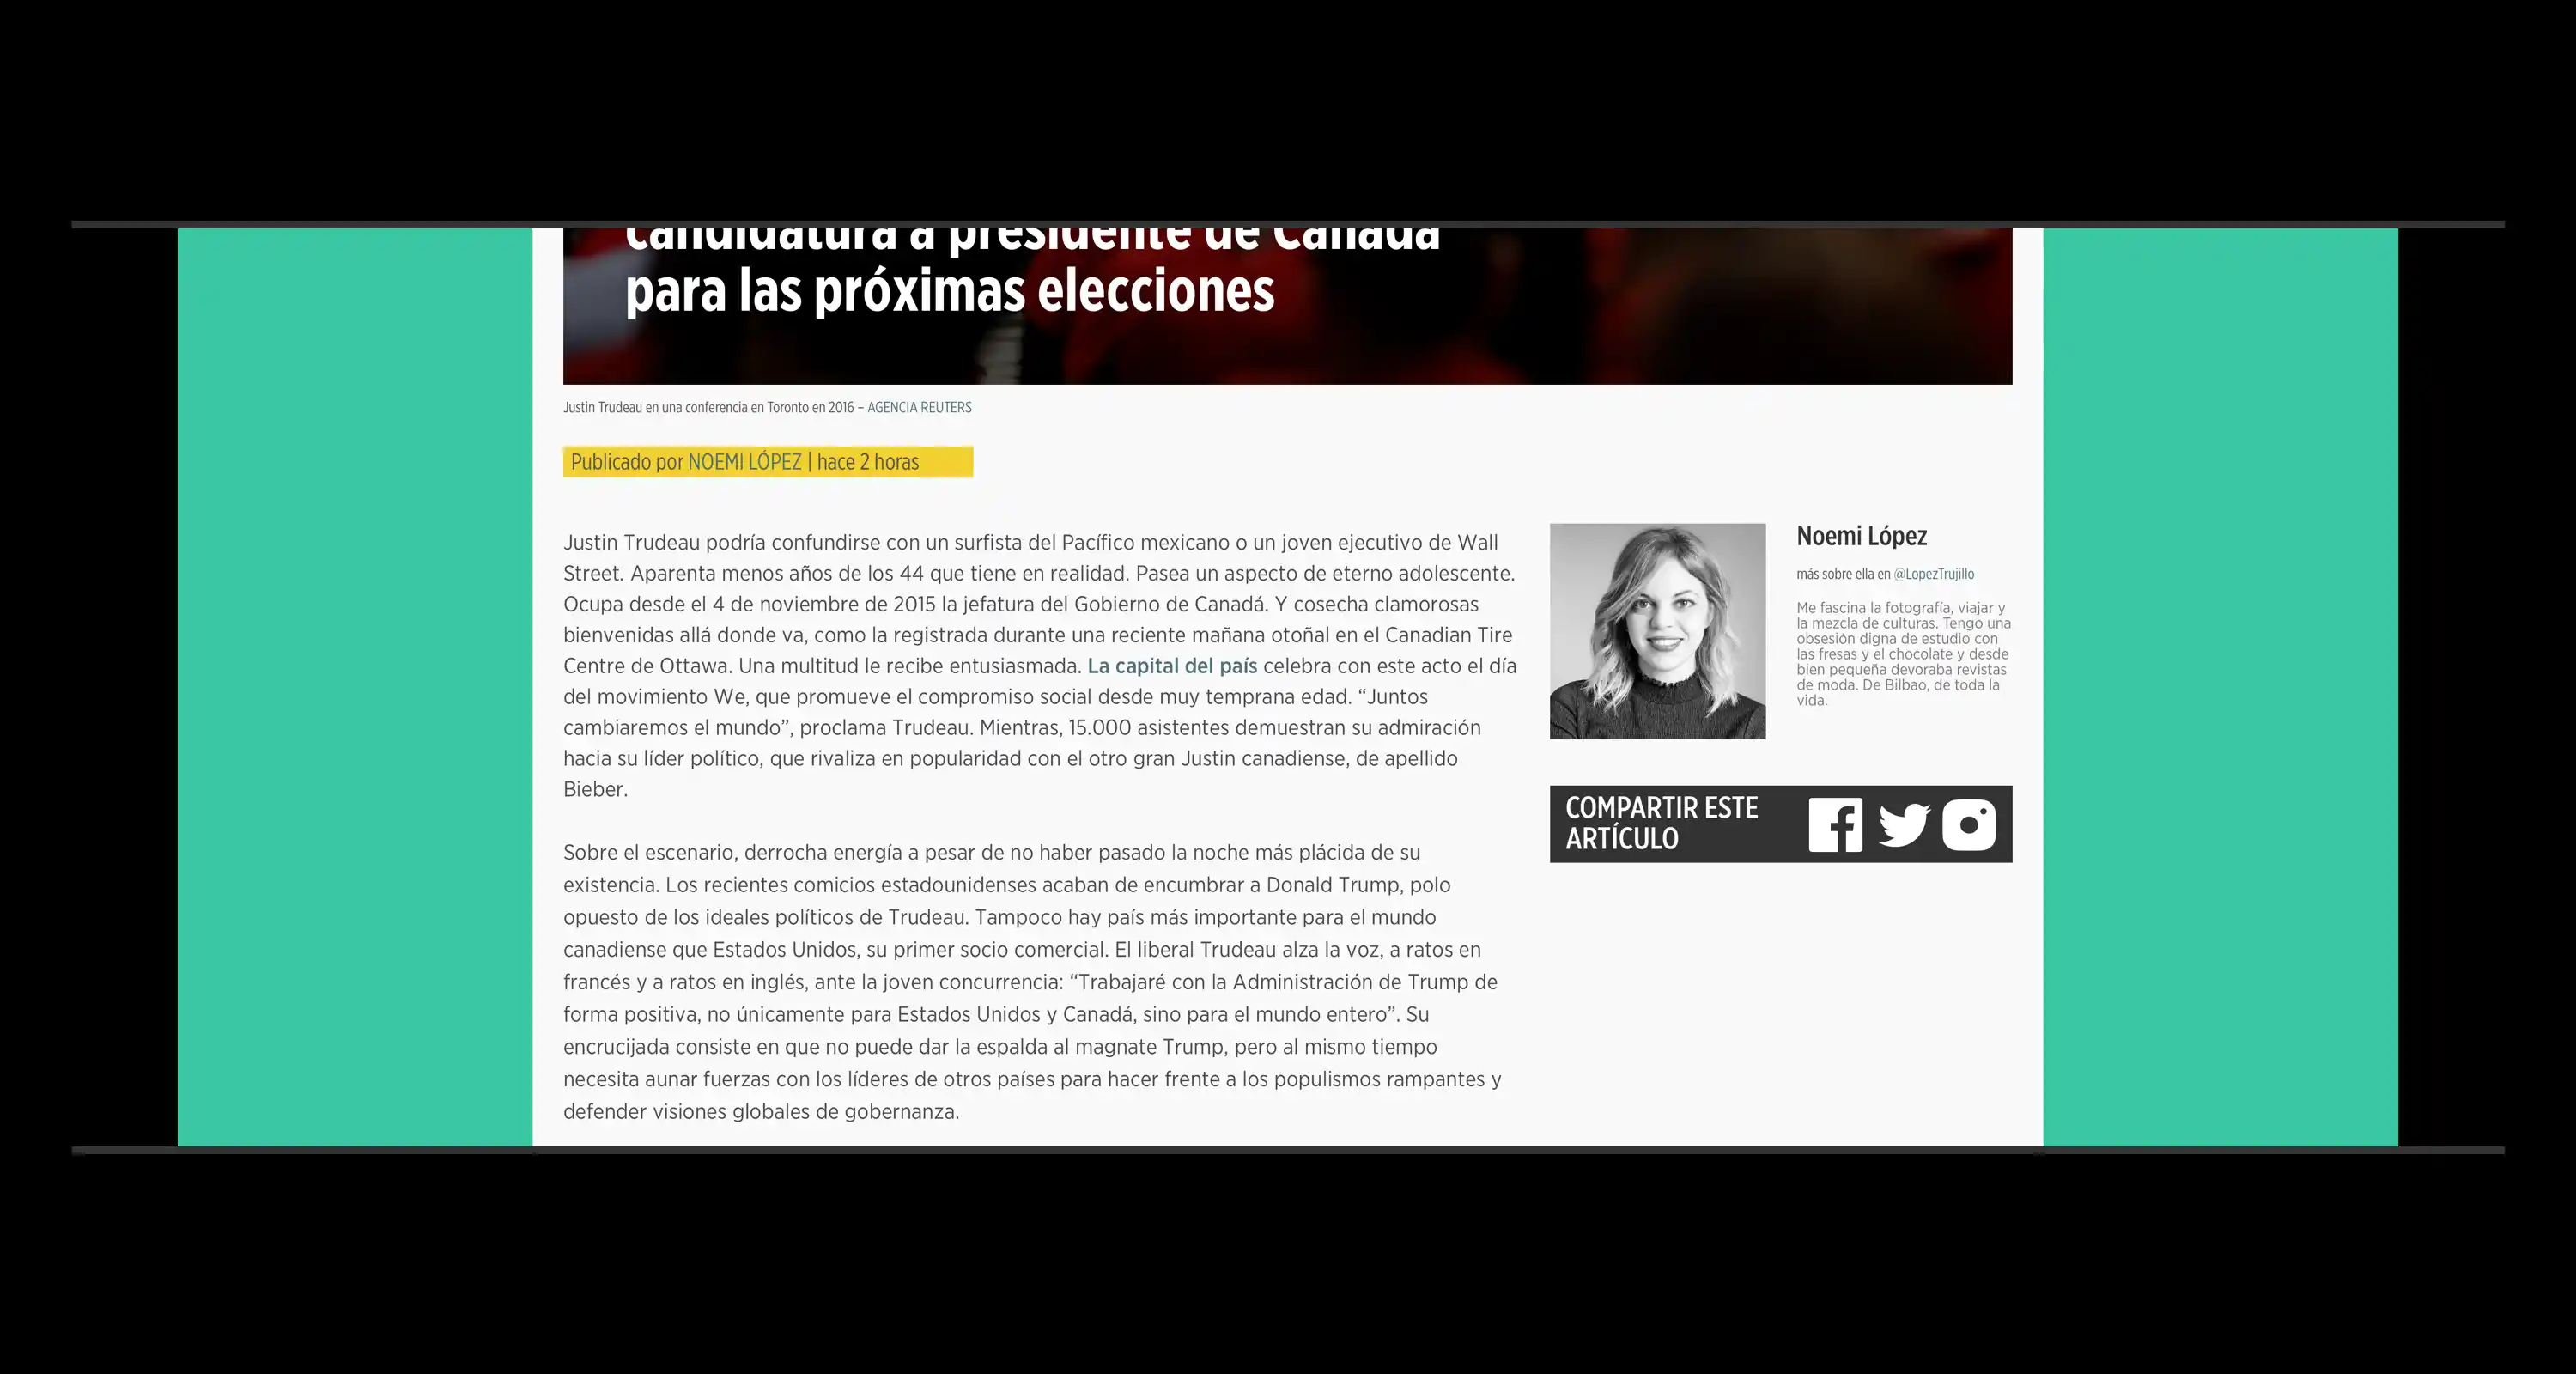 candidatura a presidente de Canadá
para las próximas elecciones
Justin Trudeau en una conferencia en Toronto en 2016 – AGENCIA REUTERS
Publicado por NOEMI LÓPEZ | hace 2 horas
Justin Trudeau podría confundirse con un surfista del Pacífico mexicano o un joven ejecutivo de Wall
Street. Aparenta menos años de los 44 que tiene en realidad. Pasea un aspecto de eterno adolescente.
Ocupa desde el 4 de noviembre de 2015 la jefatura del Gobierno de Canadá. Y cosecha clamorosas
bienvenidas allá donde va, como la registrada durante una reciente mañana otoñal en el Canadian Tire
Centre de Ottawa. Una multitud le recibe entusiasmada. La capital del país celebra con este acto el día
del movimiento We, que promueve el compromiso social desde muy temprana edad. “Juntos
cambiaremos el mundo”, proclama Trudeau. Mientras, 15.000 asistentes demuestran su admiración
hacia su líder político, que rivaliza en popularidad con el otro gran Justin canadiense, de apellido
Bieber.
Sobre el escenario, derrocha energía a pesar de no haber pasado la noche más plácida de su
existencia. Los recientes comicios estadounidenses acaban de encumbrar a Donald Trump, polo
opuesto de los ideales políticos de Trudeau. Tampoco hay país más importante para el mundo
canadiense que Estados Unidos, su primer socio comercial. El liberal Trudeau alza la voz, a ratos en
francés y a ratos en inglés, ante la joven concurrencia: “Trabajaré con la Administración de Trump de
forma positiva, no únicamente para Estados Unidos y Canadá, sino para el mundo entero”. Su
encrucijada consiste en que no puede dar la espalda al magnate Trump, pero al mismo tiempo
necesita aunar fuerzas con los líderes de otros países para hacer frente a los populismos rampantes y
defender visiones globales de gobernanza.
Noemi López
más sobre ella en @LopezTrujillo
Me fascina la fotografía, viajar y
la mezcla de culturas. Tengo una
obsesión digna de estudio con
las fresas y el chocolate y desde
bien pequeña devoraba revistas
de moda. De Bilbao, de toda la
vida.
COMPARTIR ESTE
ARTÍCULO